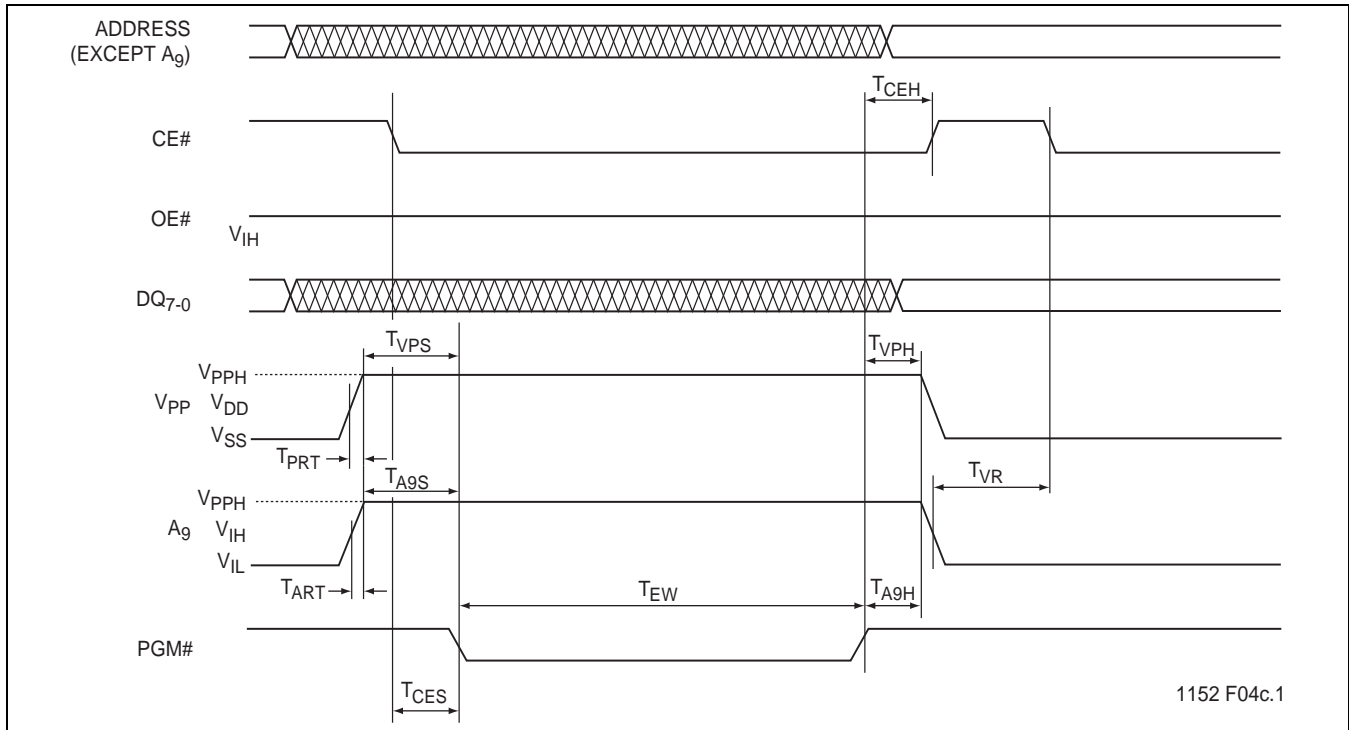 ADDRESS
(EXCEPT A9)
TCEH
CE#
OE#
VIH
DQ7-0
TVPS
TVPH
VPPH
VPP VDD
VSS
TPRT
TA9S
TVR
VPPH
A9 VIH
VIL
TART
TEW
TA9H
PGM#
TCES
1152 F04c.1